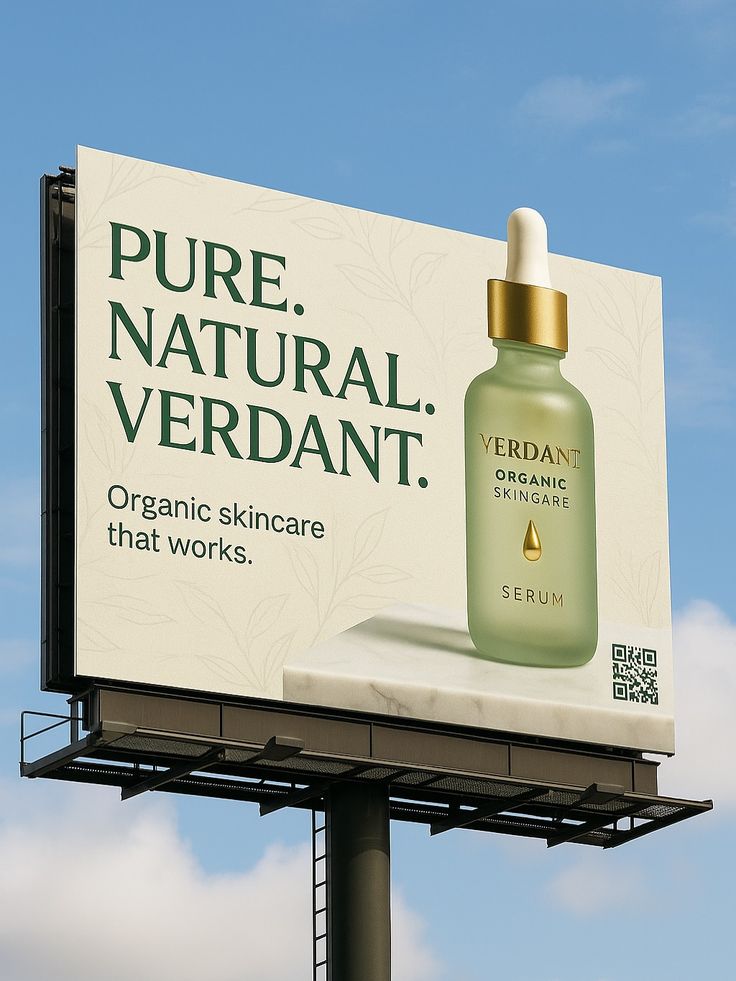 PURE.
NATURAL.
VERDANT.
Organic skincare
that works.
VERDANT
ORGANIC
SKINGARE
SERUM